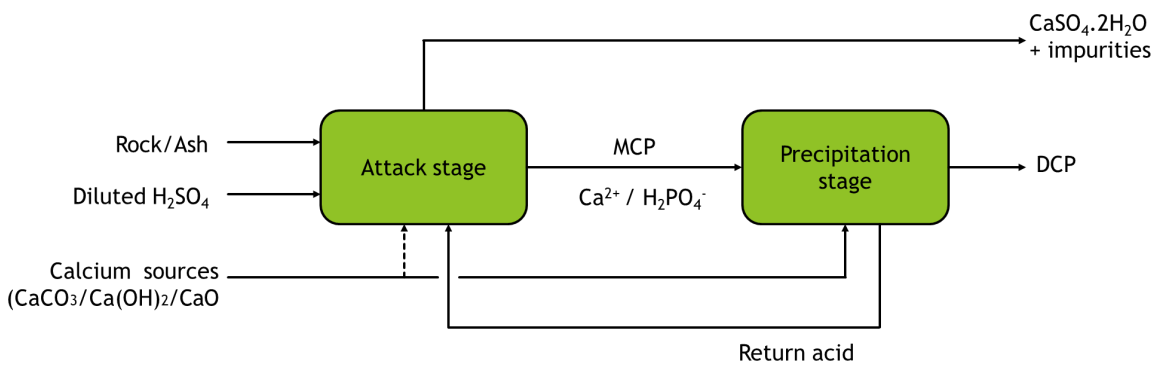 CaSO₄.2H₂O
+ impurities
Rock/Ash
Diluted H₂SO₄
Attack stage
MCP
Ca²⁺ / H₂PO₄⁻
Precipitation
stage
DCP
Calcium sources
(CaCO₃/Ca(OH)₂/CaO
Return acid